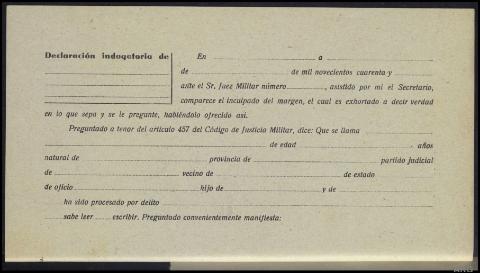 Declaración indagatoria de
En a
de de mil novecientos cuarenta y
ante el Sr. Juez Militar número , asistido por mi el Secretario,
comparece el inculpado del margen, el cual es exhortado a decir verdad
en lo que sepa y se le pregunte, habiéndolo ofrecido así.
Preguntado a tenor del artículo 457 del Código de Justicia Militar, dice: Que se llama
de edad años
natural de provincia de partido judicial
de vecino de de estado
de oficio hijo de y de
ha sido procesado por delito
sabe leer escribir. Preguntado convenientemente manifiesta: